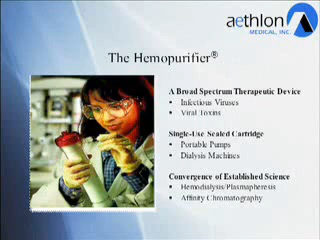 aethlon
MEDICAL, INC.
The Hemopurifier®
A Broad Spectrum Therapeutic Device
• Infectious Viruses
• Viral Toxins
Single-Use Sealed Cartridge
• Portable Pumps
• Dialysis Machines
Convergence of Established Science
• Hemodialysis/Plasmapheresis
• Affinity Chromatography